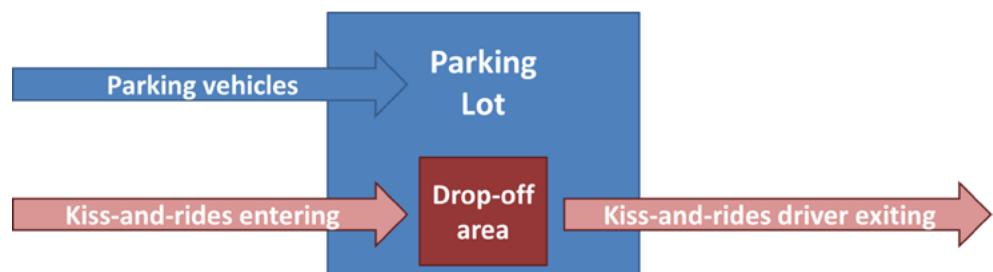 Parking vehicles
Parking
Lot
Kiss-and-rides entering
Drop-off
area
Kiss-and-rides driver exiting